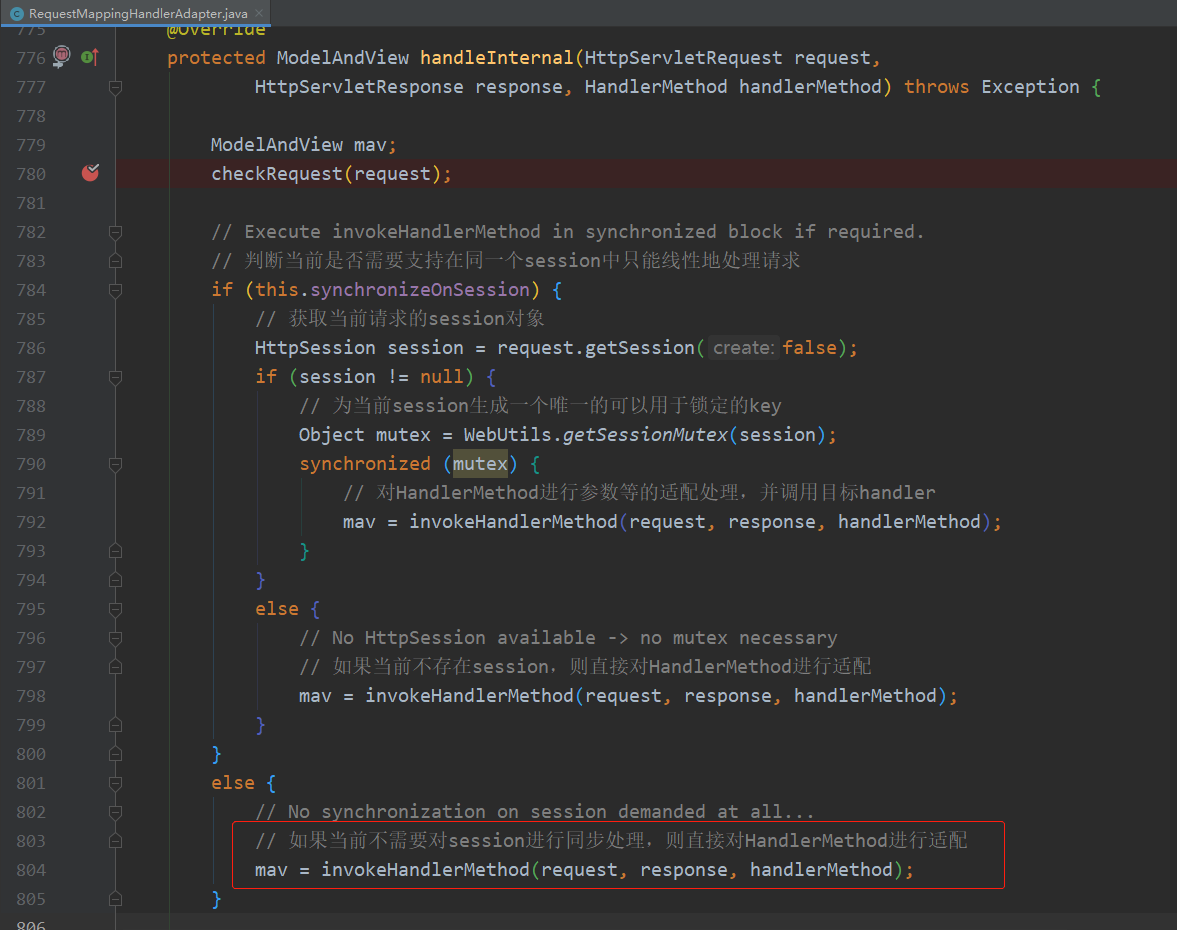 RequestMappingHandlerAdapter.java
775 @Override
776 protected ModelAndView handleInternal(HttpServletRequest request,
777 HttpServletResponse response, HandlerMethod handlerMethod) throws Exception {
778
779 ModelAndView mav;
780 checkRequest(request);
781
782 // Execute invokeHandlerMethod in synchronized block if required.
783 // 判断当前是否需要支持在同一个session中只能线性地处理请求
784 if (this.synchronizeOnSession) {
785 // 获取当前请求的session对象
786 HttpSession session = request.getSession( create: false);
787 if (session != null) {
788 // 为当前session生成一个唯一的可以用于锁定的key
789 Object mutex = WebUtils.getSessionMutex(session);
790 synchronized (mutex) {
791 // 对HandlerMethod进行参数等的适配处理，并调用目标handler
792 mav = invokeHandlerMethod(request, response, handlerMethod);
793 }
794 }
795 else {
796 // No HttpSession available -> no mutex necessary
797 // 如果当前不存在session，则直接对HandlerMethod进行适配
798 mav = invokeHandlerMethod(request, response, handlerMethod);
799 }
800 }
801 else {
802 // No synchronization on session demanded at all...
803 // 如果当前不需要对session进行同步处理，则直接对HandlerMethod进行适配
804 mav = invokeHandlerMethod(request, response, handlerMethod);
805 }
806